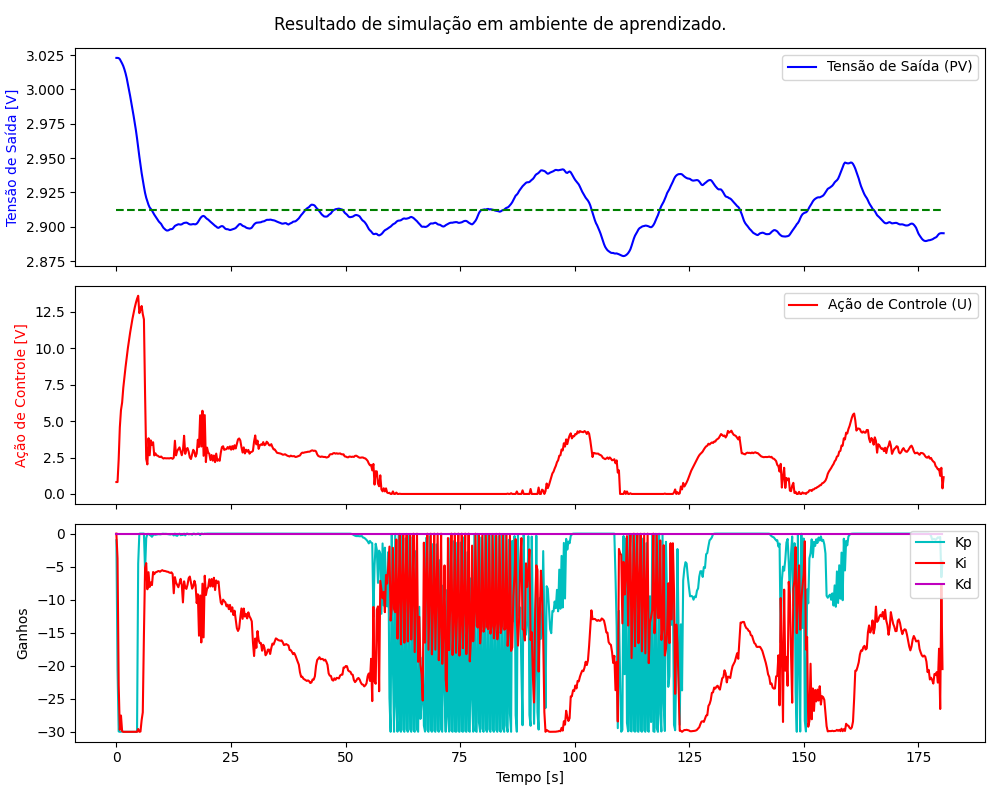 Resultado de simulação em ambiente de aprendizado.
3.025
3.000
2.975
2.950
2.925
2.900
2.875
Tensão de Saída [V]
Tensão de Saída (PV)
12.5
10.0
7.5
5.0
2.5
0.0
Ação de Controle [V]
Ação de Controle (U)
0
−5
−10
−15
−20
−25
−30
Ganhos
Kp
Ki
Kd
0
25
50
75
100
125
150
175
Tempo [s]